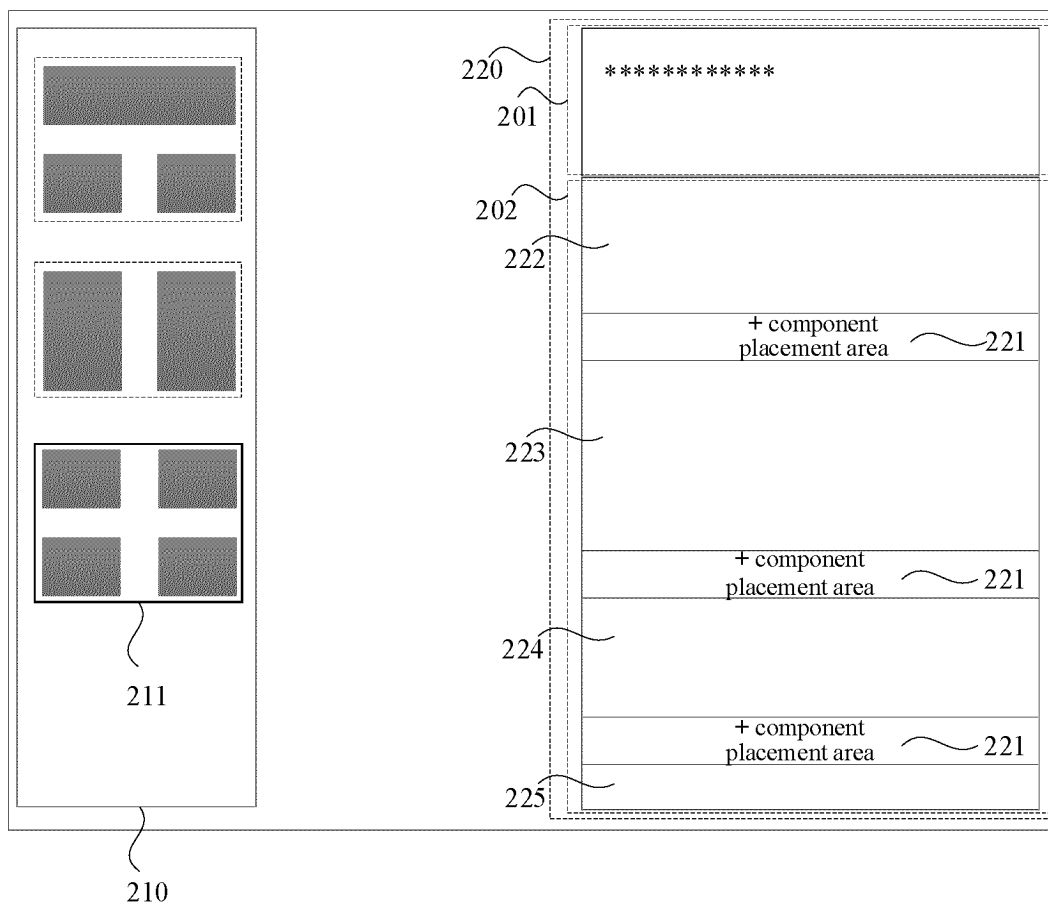 220
************
201
202
222
+ component
placement area
221
223
+ component
placement area
221
224
211
+ component
placement area
221
225
210